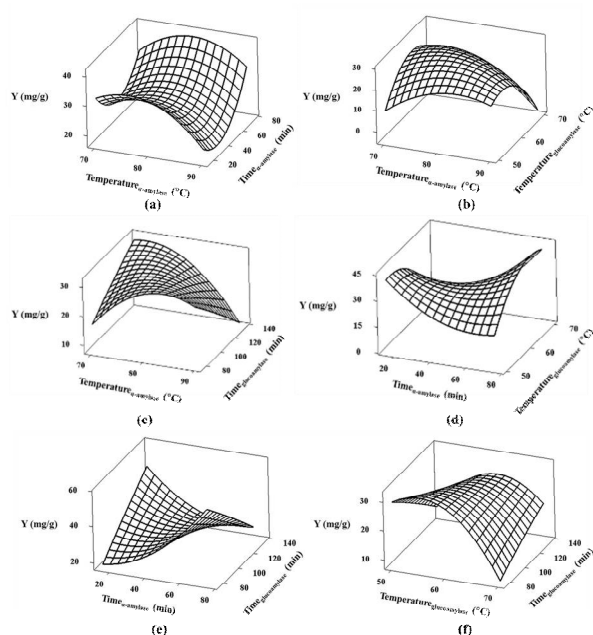 40
Y (mg/g) 30
20
70
80
90
20
40
60
80
Temperatureα-amylase (°C)
Timeα-amylase (min)
(a)
30
20
Y (mg/g)
10
0
70
80
90
50
60
70
Temperatureα-amylase (°C)
Temperatureglucoamylase (°C)
(b)
30
Y (mg/g)
20
10
70
80
90
80
100
120
140
Temperatureα-amylase (°C)
Timeglucoamylase (min)
(c)
45
30
Y (mg/g)
15
0
20
40
60
80
50
60
70
Timeα-amylase (min)
Temperatureglucoamylase (°C)
(d)
60
Y (mg/g) 40
20
20
40
60
80
80
100
120
140
Timeα-amylase (min)
Timeglucoamylase (min)
(e)
30
Y (mg/g)
20
10
50
60
70
80
100
120
140
Temperatureglucoamylase (°C)
Timeglucoamylase (min)
(f)